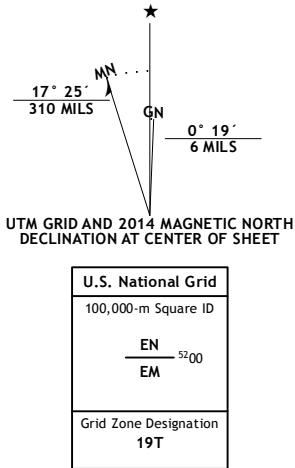 ★
MN
GN
17° 25´
310 MILS
0° 19´
6 MILS
UTM GRID AND 2014 MAGNETIC NORTH
DECLINATION AT CENTER OF SHEET
U.S. National Grid
100,000-m Square ID
EN
5200
EM
Grid Zone Designation
19T